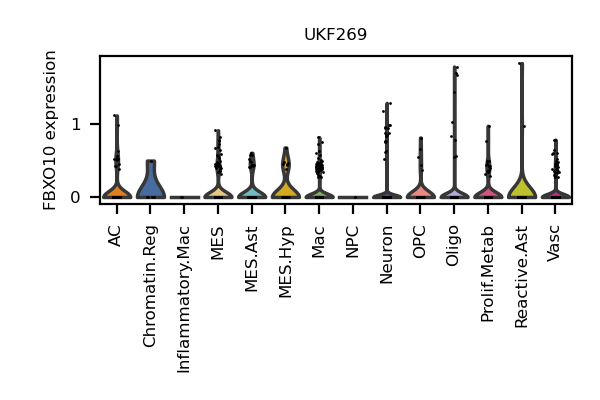 UKF269
FBXO10 expression
1
0
AC
Chromatin.Reg
Inflammatory.Mac
MES
MES.Ast
MES.Hyp
Mac
NPC
Neuron
OPC
Oligo
Prolif.Metab
Reactive.Ast
Vasc